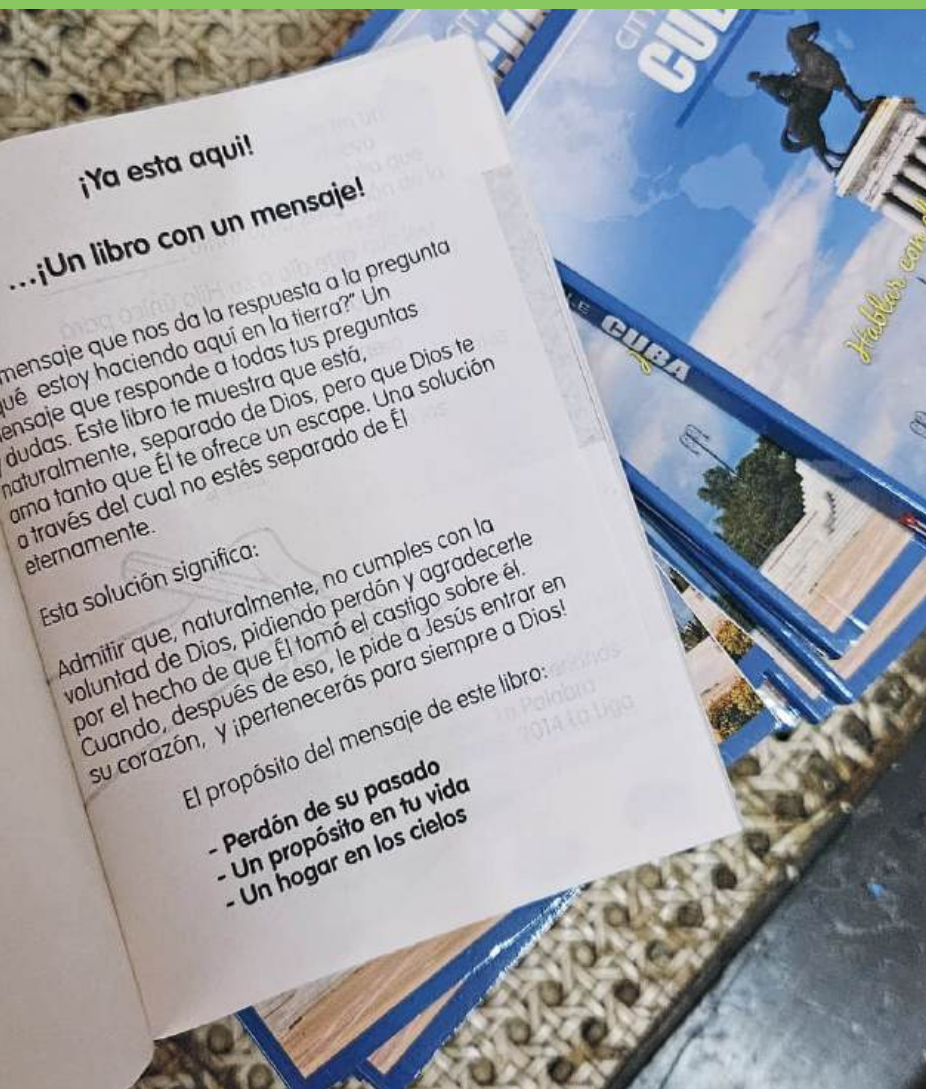 ¡Ya esta aqui!
...¡Un libro con un mensaje!
mensaje que nos da la respuesta a la pregunta
qué estoy haciendo aquí en la tierra?" Un
mensaje que responde a todas tus preguntas
y dudas. Este libro te muestra que está,
naturalmente, separado de Dios, pero que Dios te
ama tanto que Él te ofrece un escape. Una solución
a través del cual no estés separado de Él
eternamente.
Esta solución significa:
Admitir que, naturalmente, no cumples con la
voluntad de Dios, pidiendo perdón y agradecerle
por el hecho de que Él tomó el castigo sobre él.
Cuando, después de eso, le pide a Jesús entrar en
su corazón, y ¡pertenecerás para siempre a Dios!
El propósito del mensaje de este libro:
- Perdón de su pasado
- Un propósito en tu vida
- Un hogar en los cielos
CUBA
Hablar con